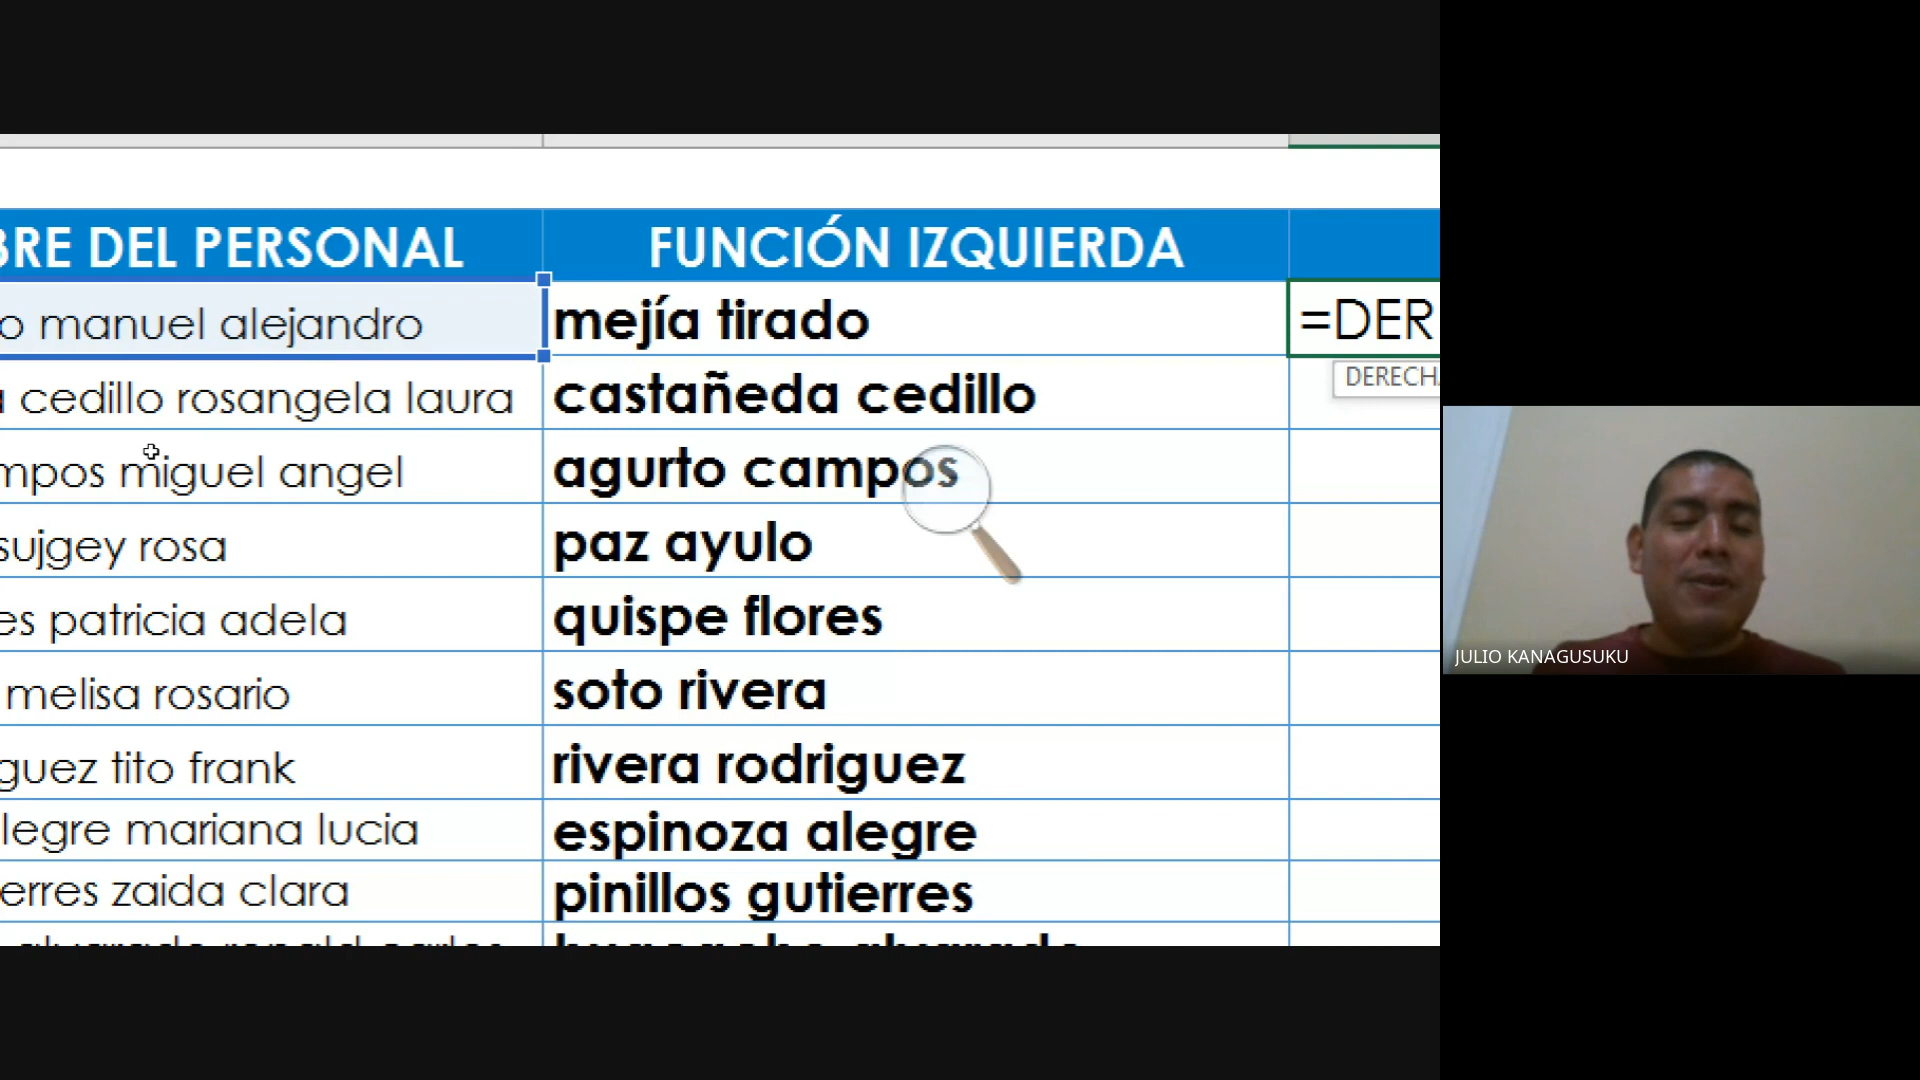 BRE DEL PERSONAL FUNCIÓN IZQUIERDA
o manuel alejandro mejía tirado =DER
cedillo rosangela laura castañeda cedillo DERECH
mpos miguel angel agurto campos
sujgey rosa paz ayulo
es patricia adela quispe flores
melisa rosario soto rivera
guez tito frank rivera rodriguez
legre mariana lucia espinoza alegre
erres zaida clara pinillos gutierres
JULIO KANAGUSUKU